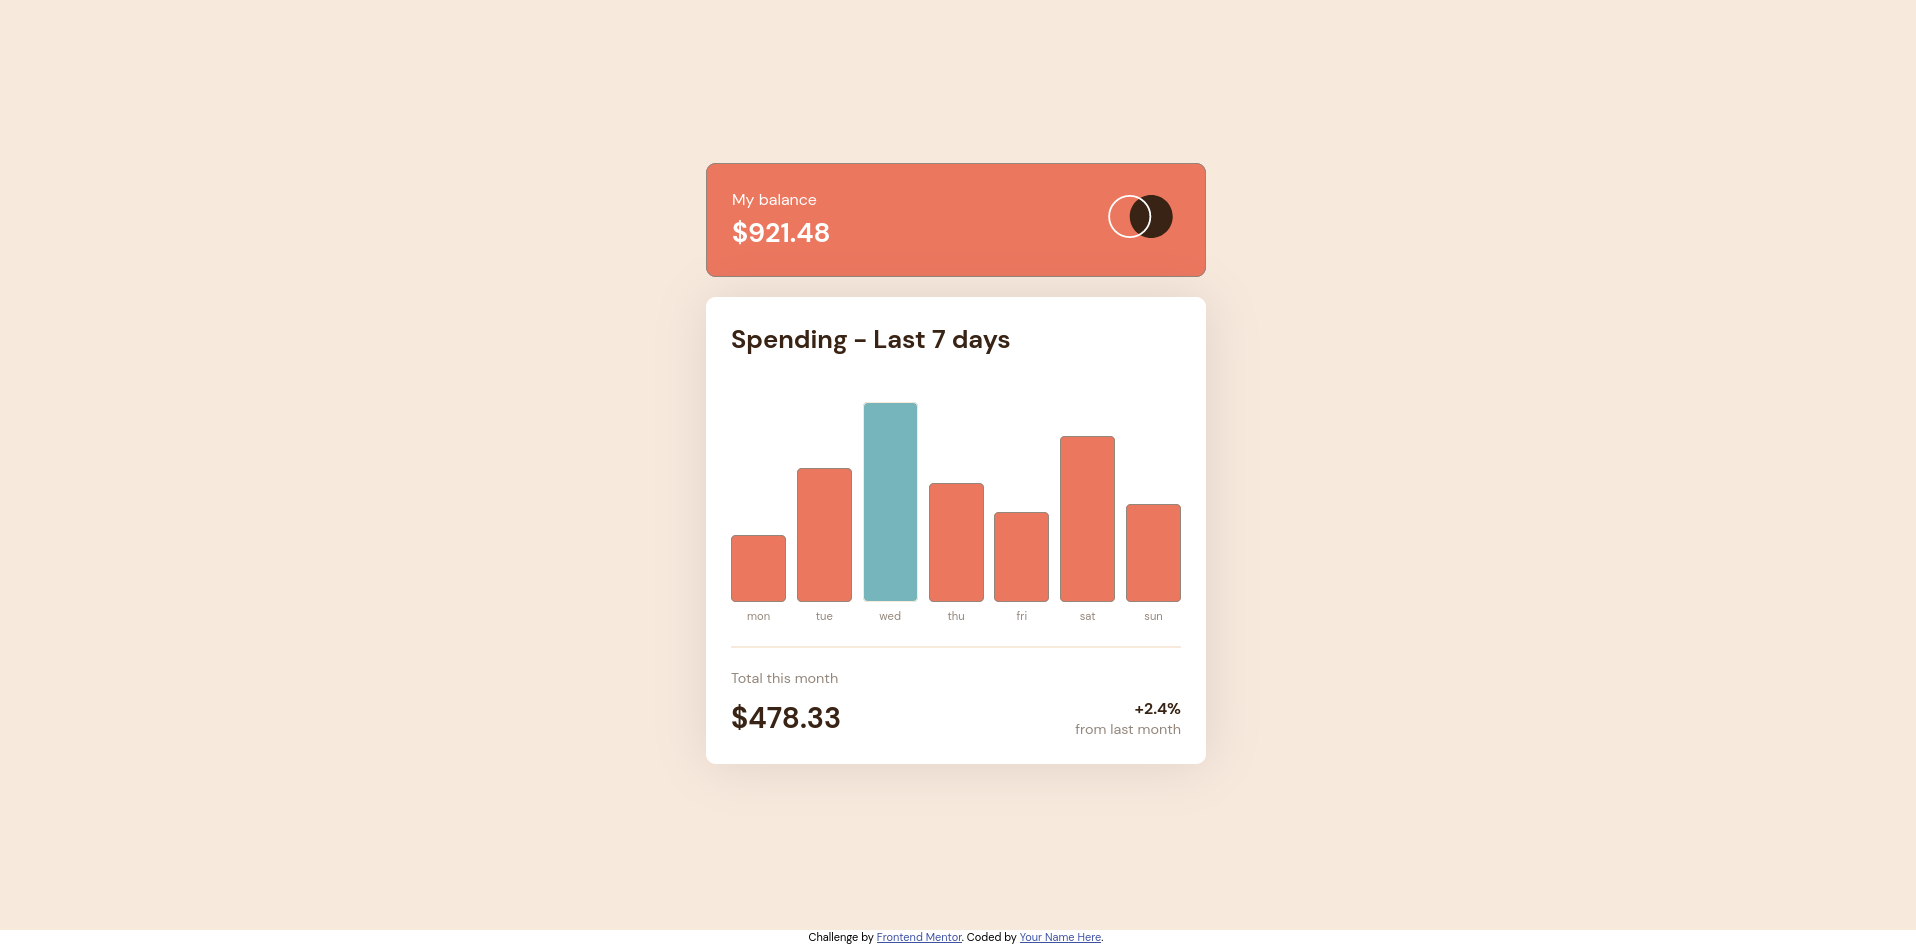 My balance
$921.48
Spending - Last 7 days
mon tue wed thu fri sat sun
Total this month
$478.33
+2.4%
from last month
Challenge by Frontend Mentor. Coded by Your Name Here.